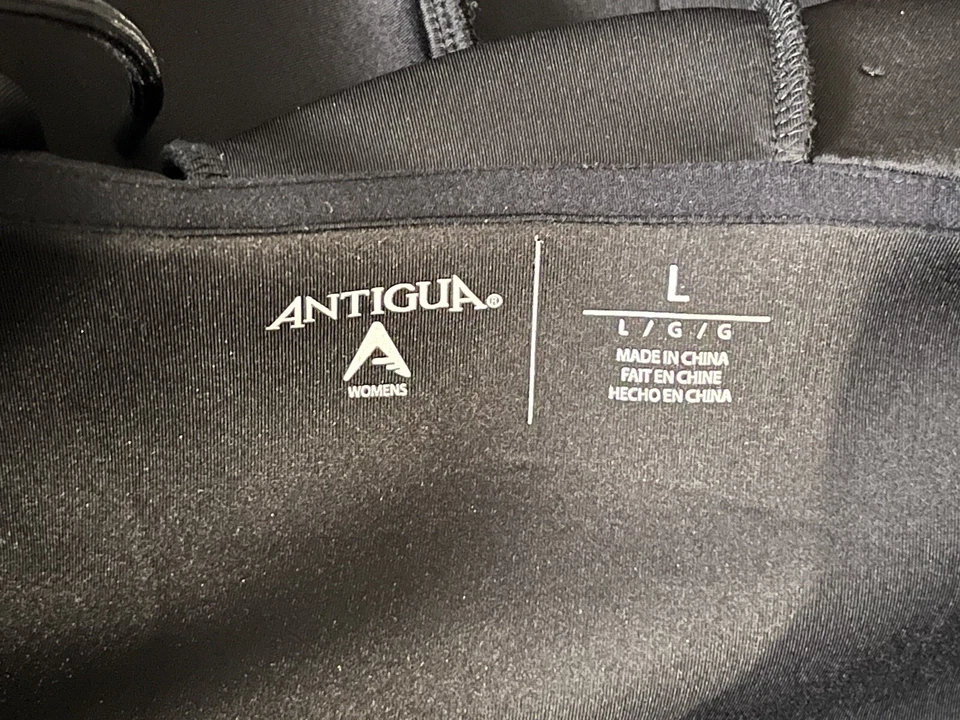 ANTIGUA®
WOMENS
L
L / G / G
MADE IN CHINA
FAIT EN CHINE
HECHO EN CHINA